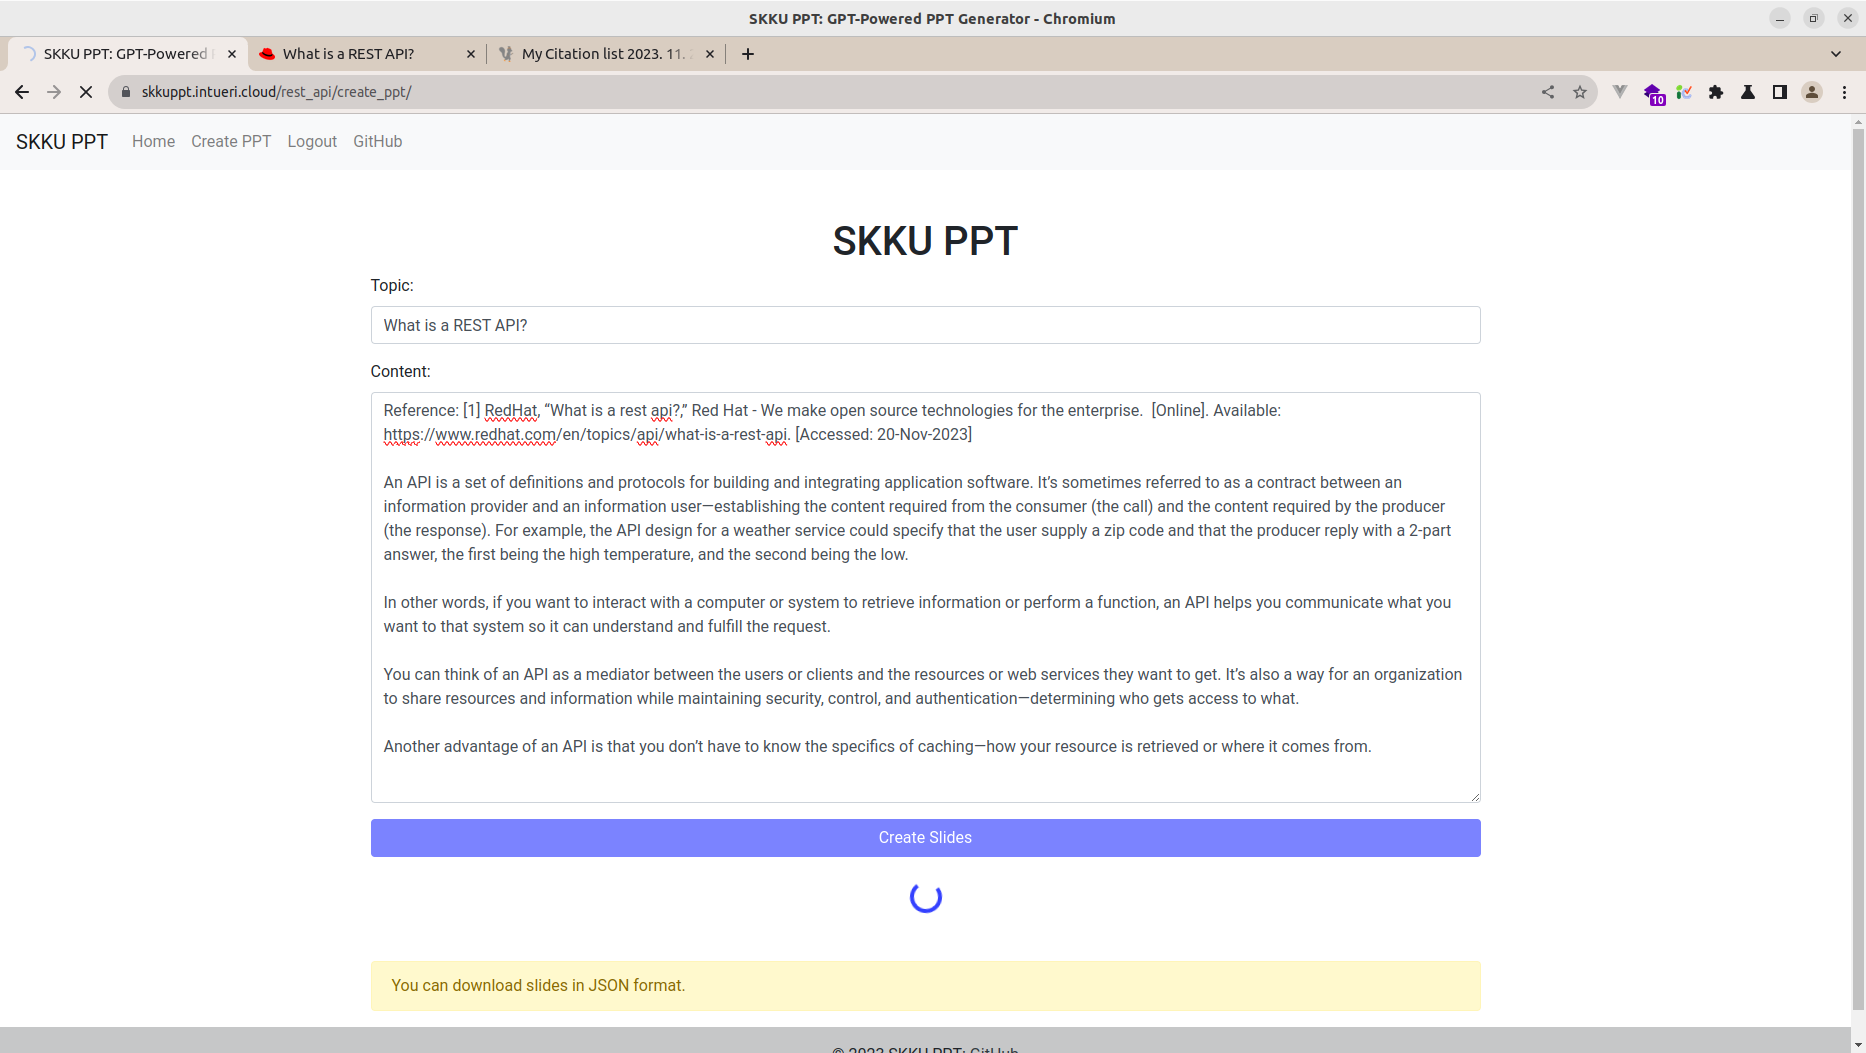 SKKU PPT: GPT-Powered PPT Generator - Chromium
SKKU PPT: GPT-Powered
What is a REST API?
My Citation list 2023. 11.
skkuppt.intueri.cloud/rest_api/create_ppt/
10
SKKU PPT Home Create PPT Logout GitHub
SKKU PPT
Topic:
What is a REST API?
Content:
Reference: [1] RedHat, “What is a rest api?,” Red Hat - We make open source technologies for the enterprise.  [Online]. Available:
https://www.redhat.com/en/topics/api/what-is-a-rest-api. [Accessed: 20-Nov-2023]
An API is a set of definitions and protocols for building and integrating application software. It’s sometimes referred to as a contract between an
information provider and an information user—establishing the content required from the consumer (the call) and the content required by the producer
(the response). For example, the API design for a weather service could specify that the user supply a zip code and that the producer reply with a 2-part
answer, the first being the high temperature, and the second being the low.
In other words, if you want to interact with a computer or system to retrieve information or perform a function, an API helps you communicate what you
want to that system so it can understand and fulfill the request.
You can think of an API as a mediator between the users or clients and the resources or web services they want to get. It’s also a way for an organization
to share resources and information while maintaining security, control, and authentication—determining who gets access to what.
Another advantage of an API is that you don’t have to know the specifics of caching—how your resource is retrieved or where it comes from.
Create Slides
You can download slides in JSON format.
© 2023 SKKU PPT: GitHub